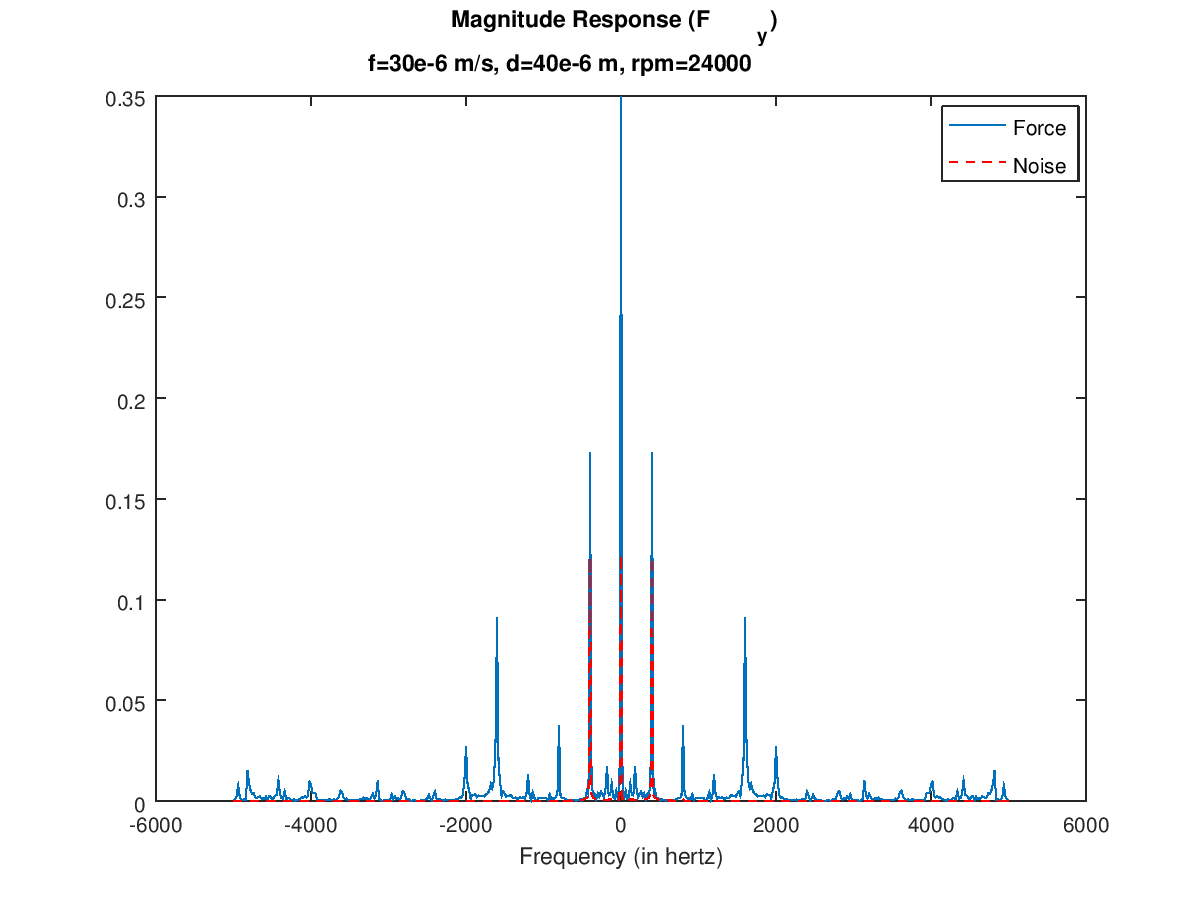 Magnitude Response (F y)
f=30e-6 m/s, d=40e-6 m, rpm=24000
0.35
0.3
0.25
0.2
0.15
0.1
0.05
0
Force
Noise
-6000 -4000 -2000 0 2000 4000 6000
Frequency (in hertz)